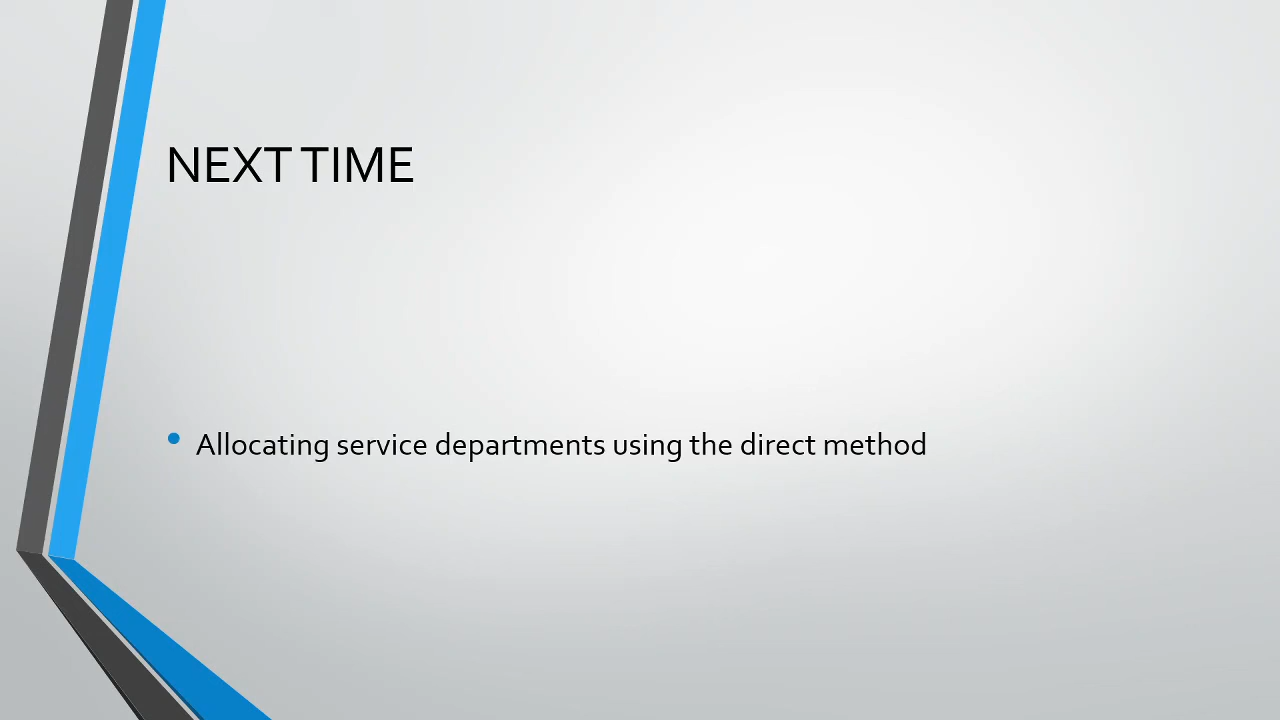 NEXT TIME
• Allocating service departments using the direct method